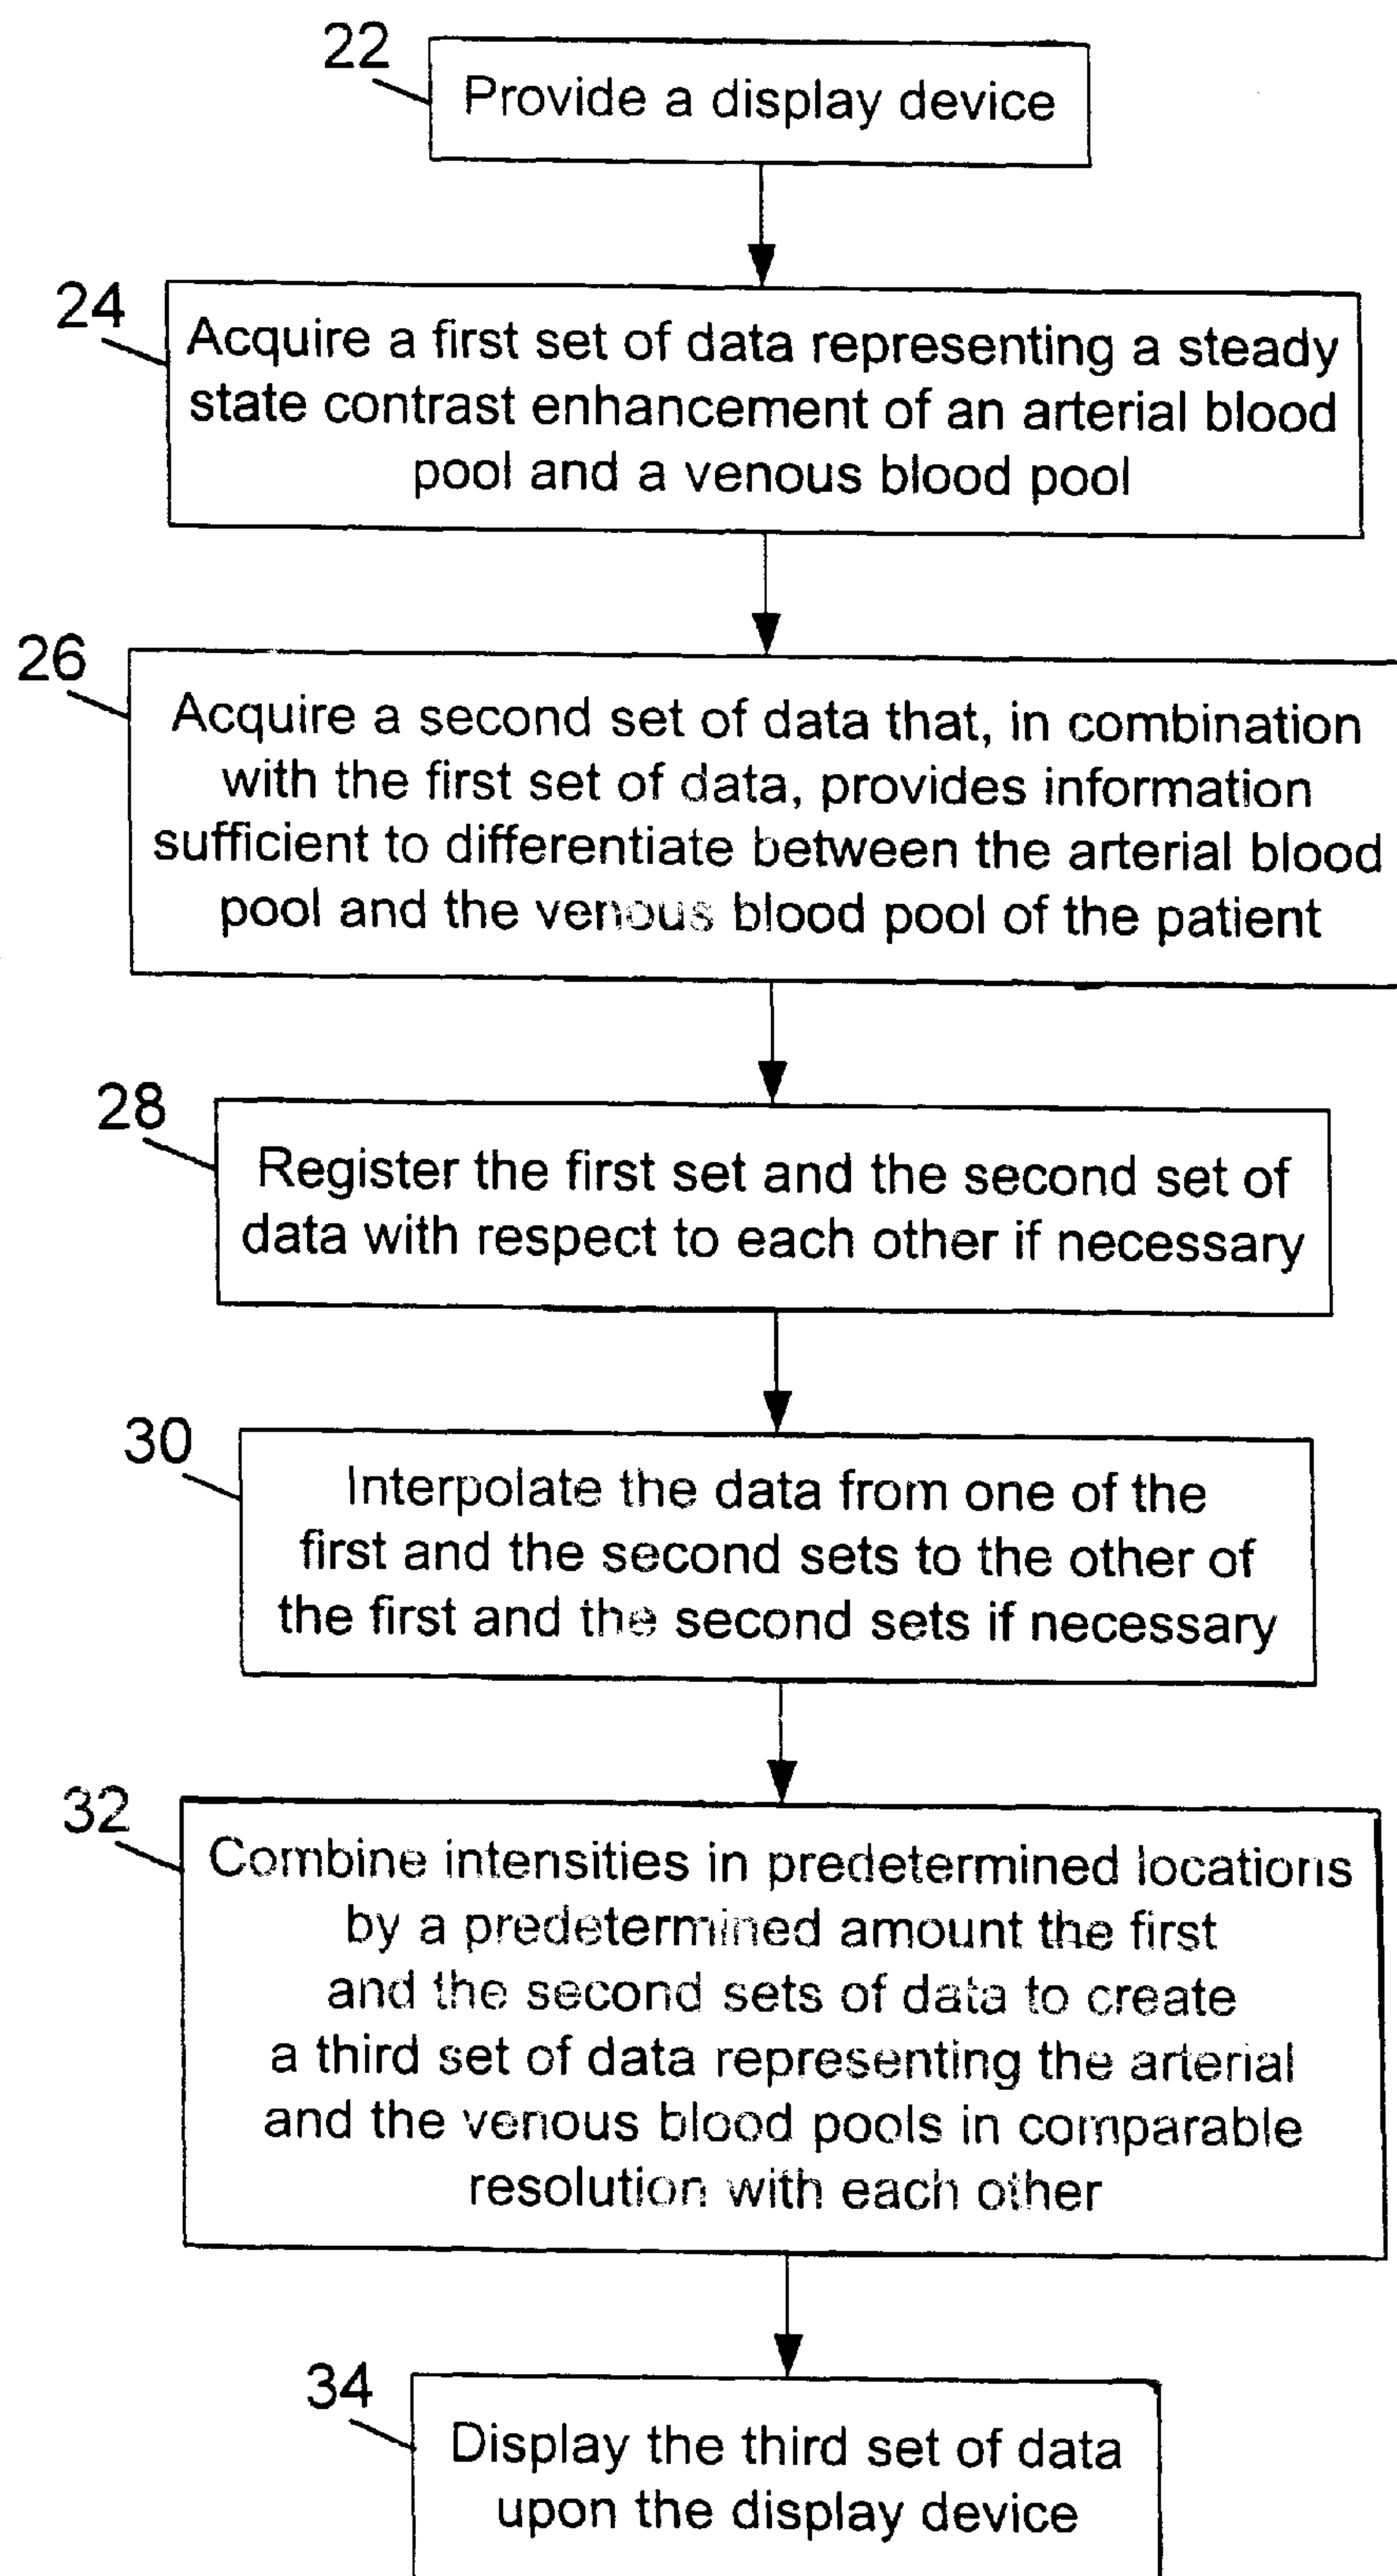 22
Provide a display device
24
Acquire a first set of data representing a steady
state contrast enhancement of an arterial blood
pool and a venous blood pool
26
Acquire a second set of data that, in combination
with the first set of data, provides information
sufficient to differentiate between the arterial blood
pool and the venous blood pool of the patient
28
Register the first set and the second set of
data with respect to each other if necessary
30
Interpolate the data from one of the
first and the second sets to the other of
the first and the second sets if necessary
32
Combine intensities in predetermined locations
by a predetermined amount the first
and the second sets of data to create
a third set of data representing the arterial
and the venous blood pools in comparable
resolution with each other
34
Display the third set of data
upon the display device